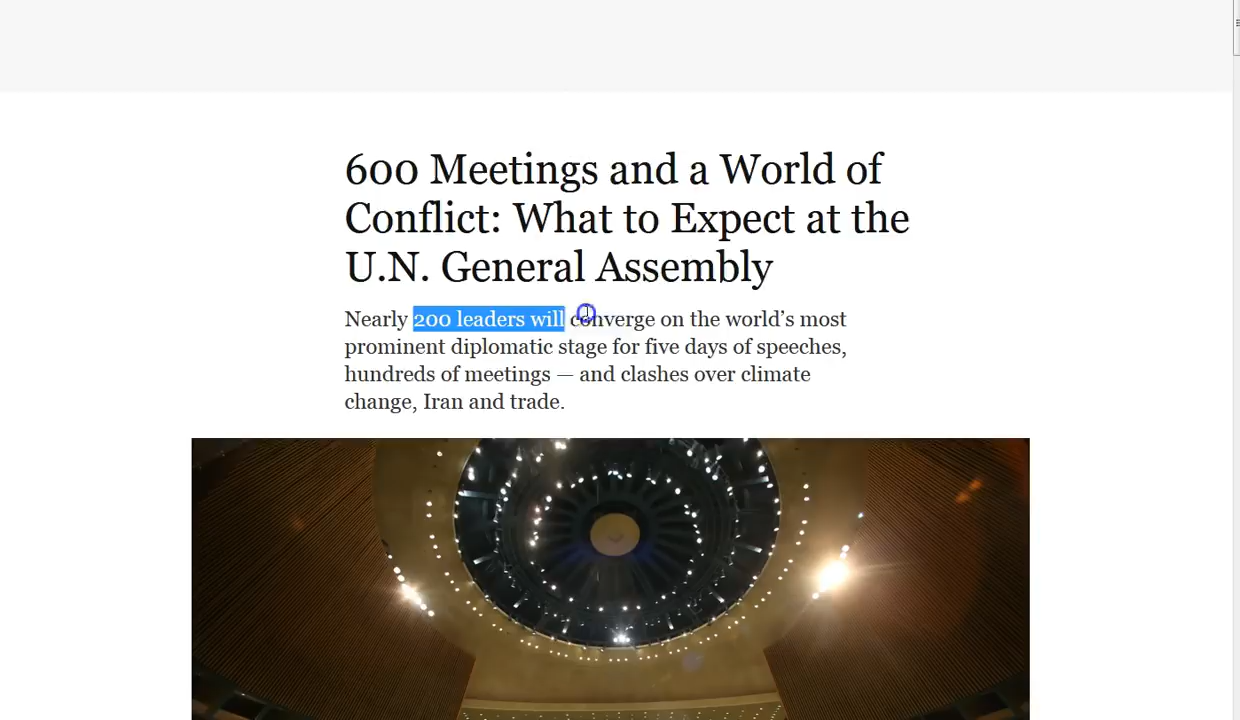 600 Meetings and a World of
Conflict: What to Expect at the
U.N. General Assembly
Nearly 200 leaders will converge on the world’s most
prominent diplomatic stage for five days of speeches,
hundreds of meetings — and clashes over climate
change, Iran and trade.